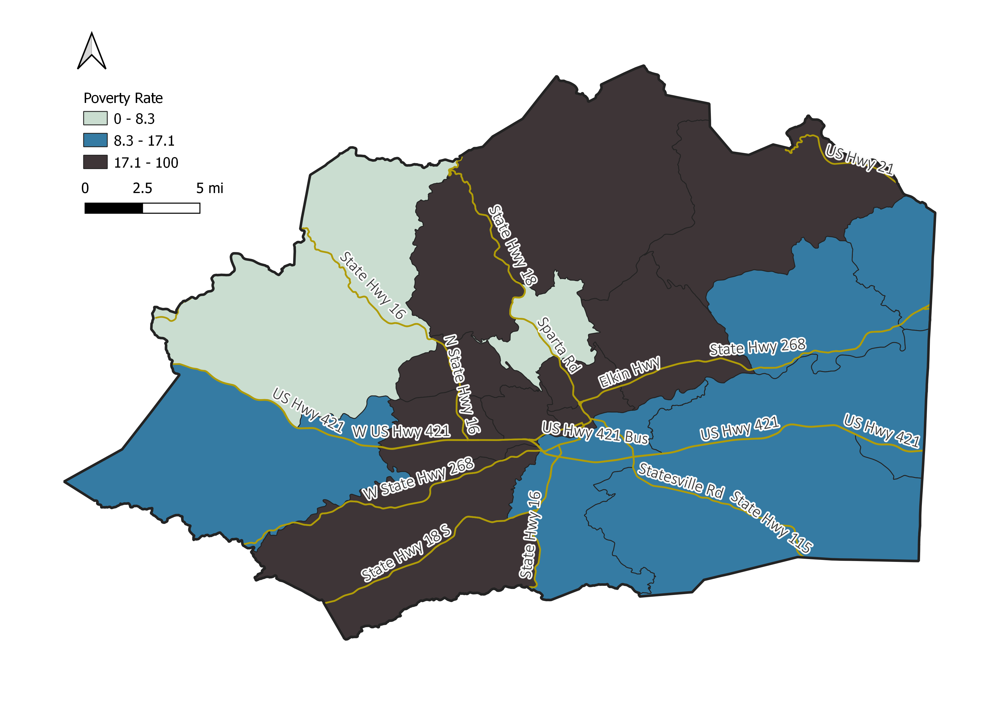 Poverty Rate
0 - 8.3
8.3 - 17.1
17.1 - 100
0 2.5 5 mi
US Hwy 21
State Hwy 18
State Hwy 16
Sparta Rd
N State Hwy 16
State Hwy 268
Elkin Hwy
US Hwy 421
W US Hwy 421
US Hwy 421 Bus
US Hwy 421
US Hwy 421
W State Hwy 268
Statesville Rd
State Hwy 115
State Hwy 16
State Hwy 18 S